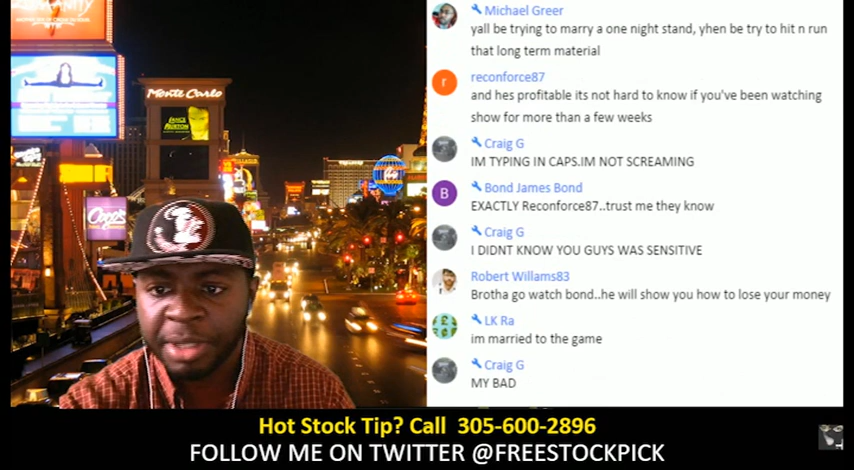 INSANITY
Monte Carlo
Michael Greer
yall be trying to marry a one night stand, yhen be try to hit n run
that long term material
r
reconforce87
and hes profitable its not hard to know if you've been watching
show for more than a few weeks
Craig G
IM TYPING IN CAPS.IM NOT SCREAMING
B
Bond James Bond
EXACTLY Reconforce87..trust me they know
Craig G
I DIDNT KNOW YOU GUYS WAS SENSITIVE
Robert Willams83
Brotha go watch bond..he will show you how to lose your money
LK Ra
im married to the game
Craig G
MY BAD
Hot Stock Tip? Call 305-600-2896
FOLLOW ME ON TWITTER @FREESTOCKPICK